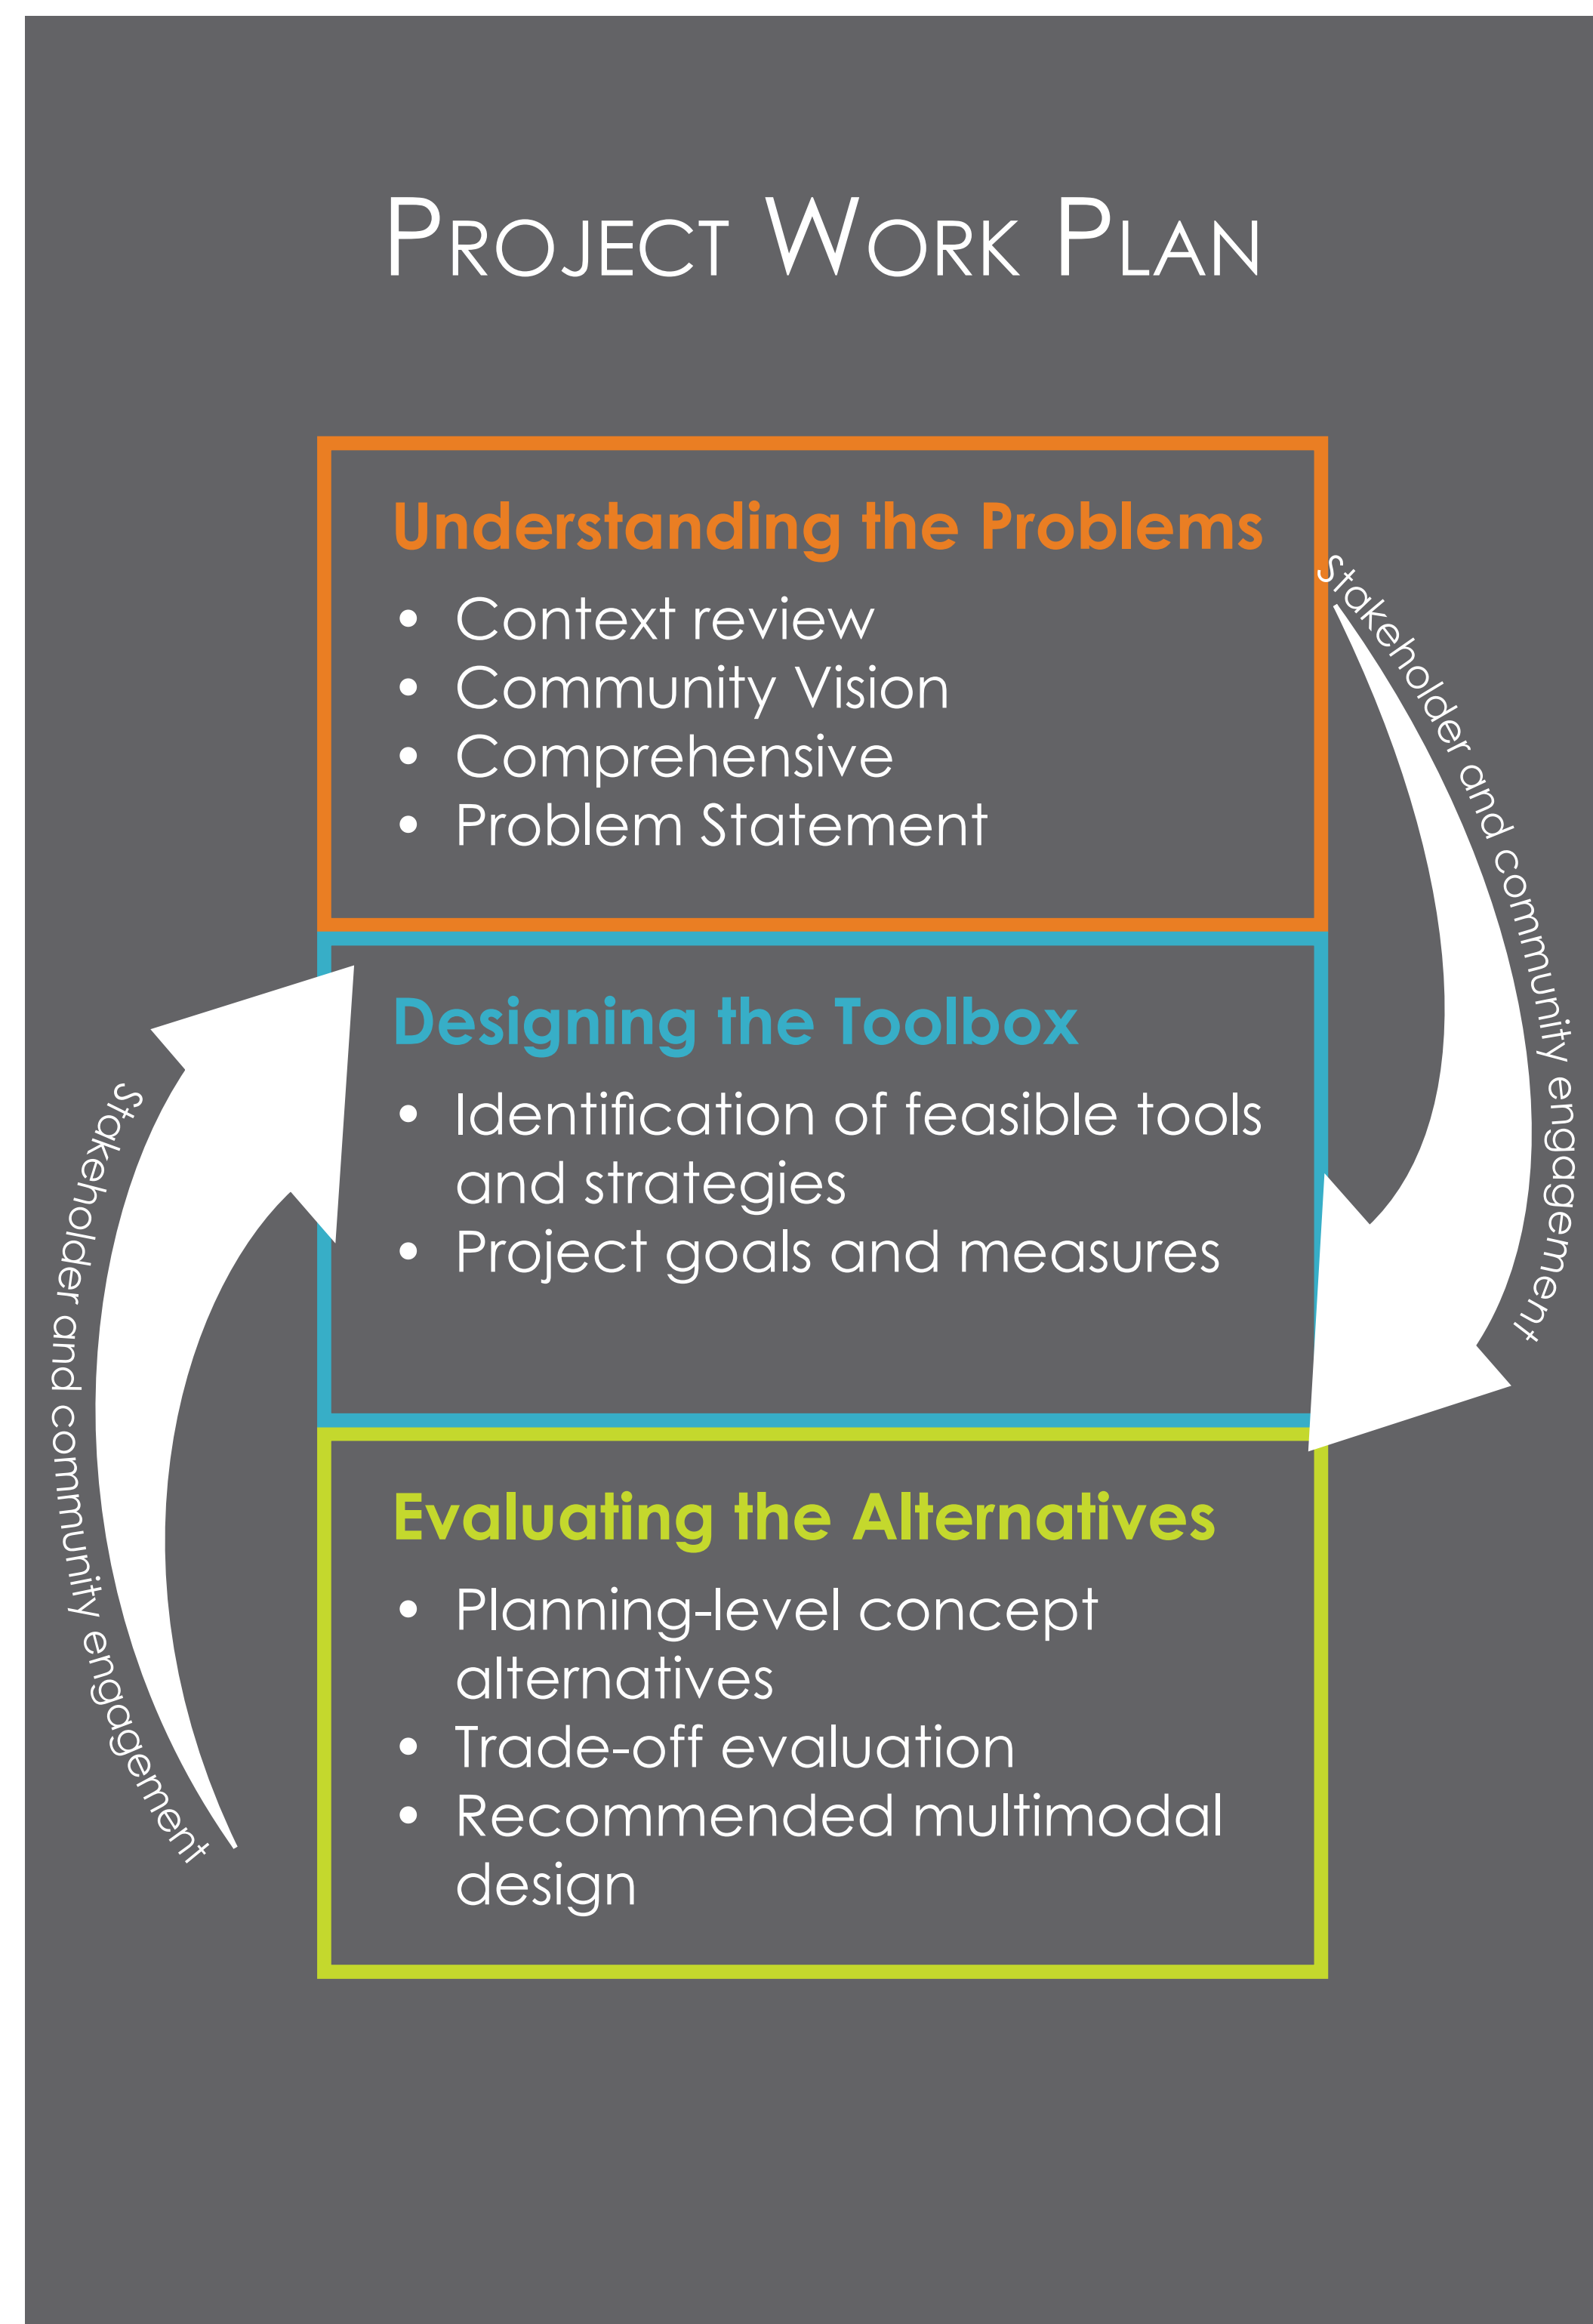 Project Work Plan
Understanding the Problems
• Context review
• Community Vision
• Comprehensive
• Problem Statement
Stakeholder and community engagement
Designing the Toolbox
• Identification of feasible tools
and strategies
• Project goals and measures
Stakeholder and community engagement
Evaluating the Alternatives
• Planning-level concept
alternatives
• Trade-off evaluation
• Recommended multimodal
design